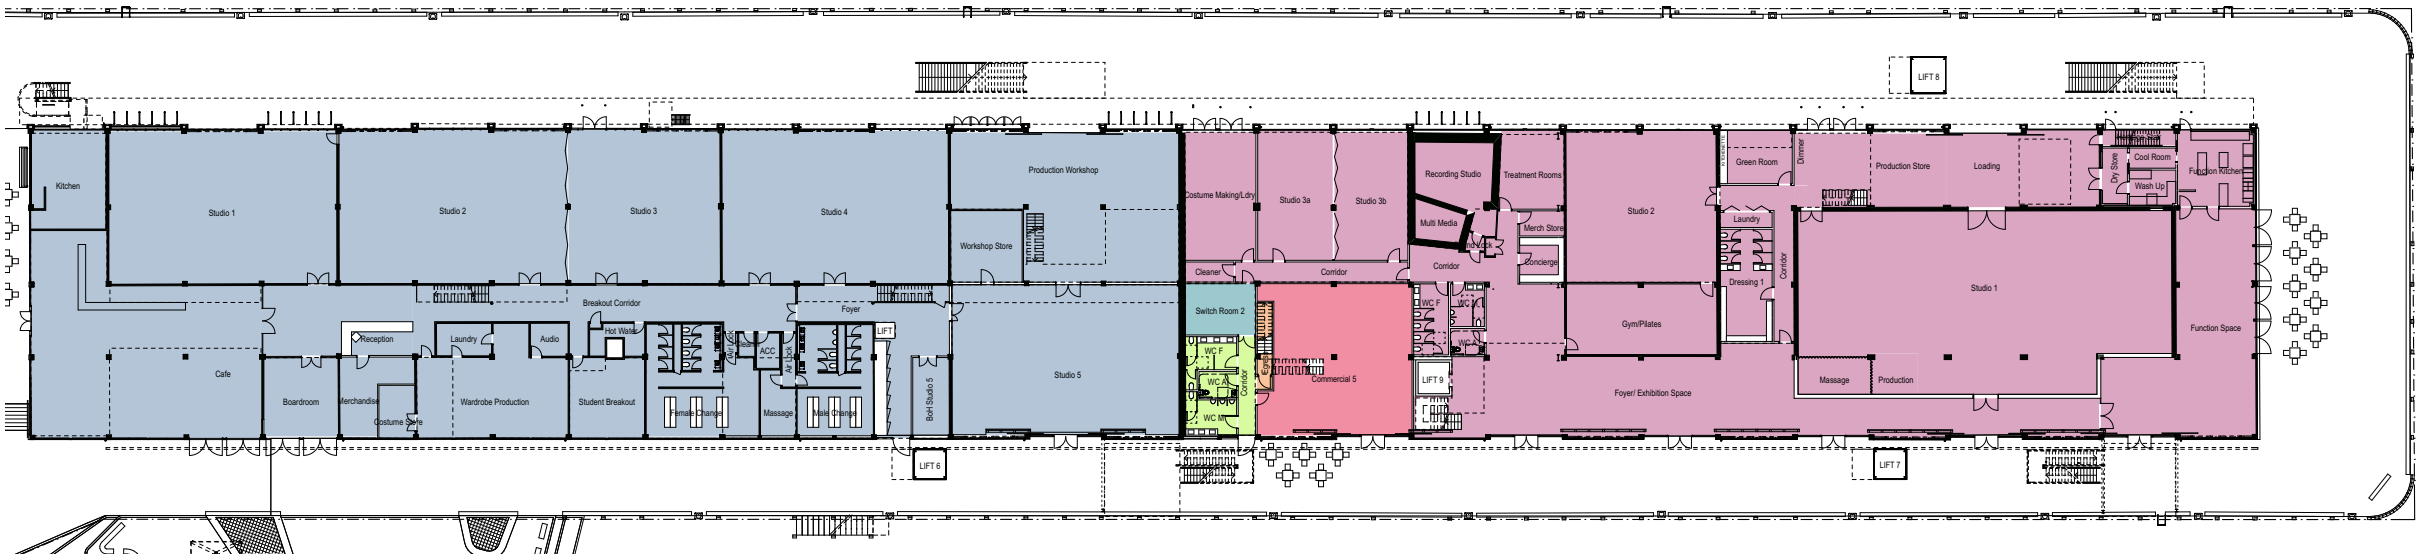 LIFT 8
Kitchen
Studio 1
Studio 2
Studio 3
Studio 4
Production Workshop
Workshop Store
Costume Making/Ldry
Studio 3a
Studio 3b
Recording Studio
Multi Media
Treatment Rooms
Merch Store
Concierge
Studio 2
Green Room
Dimmer
Production Store
Loading
Dry Store
Cool Room
Wash Up
Function Kitchen
Laundry
Dressing 1
Corridor
Studio 1
Function Space
Cleaner
Corridor
Corridor
Breakout Corridor
Foyer
Switch Room 2
WC F
Gym/Pilates
Reception
Laundry
Audio
Hot Water
Air Lock
ACC
Air Lock
LIFT
Cafe
Boardroom
Merchandise
Costume Store
Wardrobe Production
Student Breakout
Female Change
Massage
Male Change
BoH Studio 5
Studio 5
WC F
WC A
WC M
Corridor
Commercial 5
LIFT 9
Foyer/ Exhibition Space
Massage
Production
LIFT 6
LIFT 7